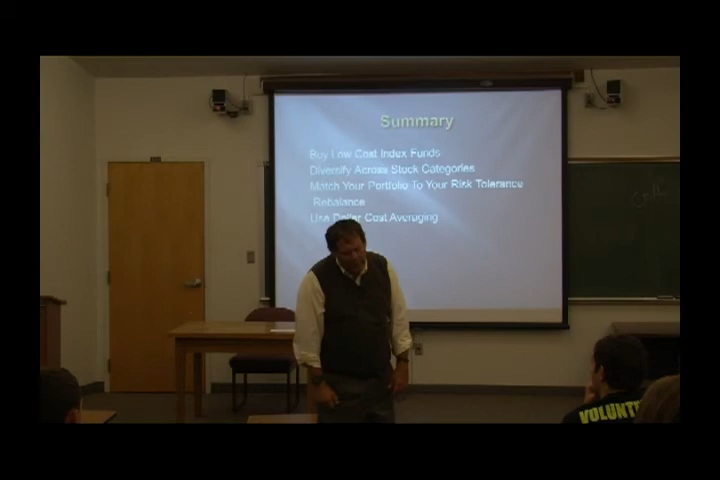 Summary
Buy Low Cost Index Funds
Diversify Across Stock Categories
Match Your Portfolio To Your Risk Tolerance
Rebalance
Use Dollar Cost Averaging
VOLUNT